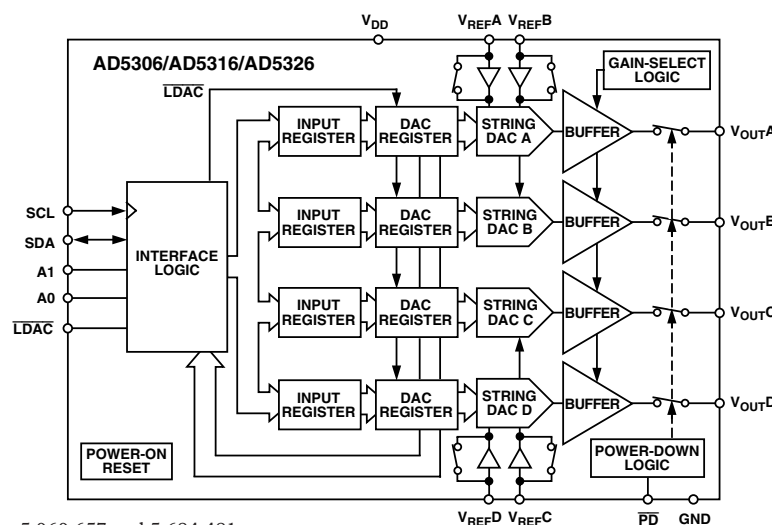 VDD
VREFA
VREFB
AD5306/AD5316/AD5326
LDAC
GAIN-SELECT
LOGIC
INPUT
REGISTER
DAC
REGISTER
STRING
DAC A
BUFFER
VOUTA
SCL
SDA
A1
A0
LDAC
INTERFACE
LOGIC
INPUT
REGISTER
DAC
REGISTER
STRING
DAC B
BUFFER
VOUTB
INPUT
REGISTER
DAC
REGISTER
STRING
DAC C
BUFFER
VOUTC
INPUT
REGISTER
DAC
REGISTER
STRING
DAC D
BUFFER
VOUTD
POWER-ON
RESET
POWER-DOWN
LOGIC
VREFD
VREFC
PD
GND